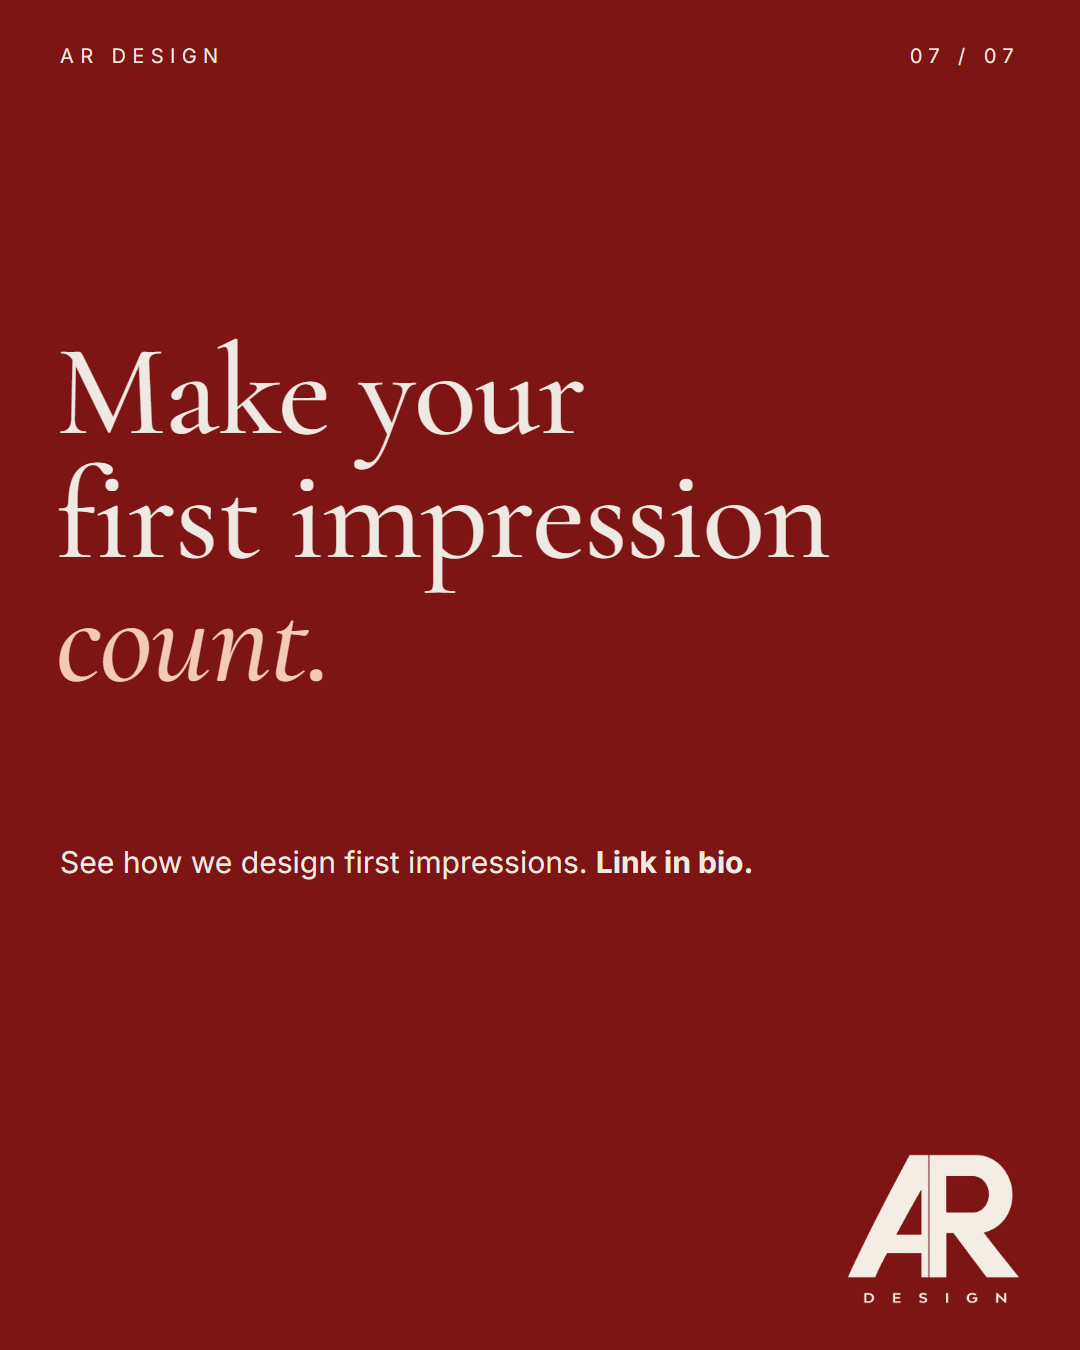 AR DESIGN
07 / 07
Make your
first impression
count.
See how we design first impressions. Link in bio.
AR
DESIGN